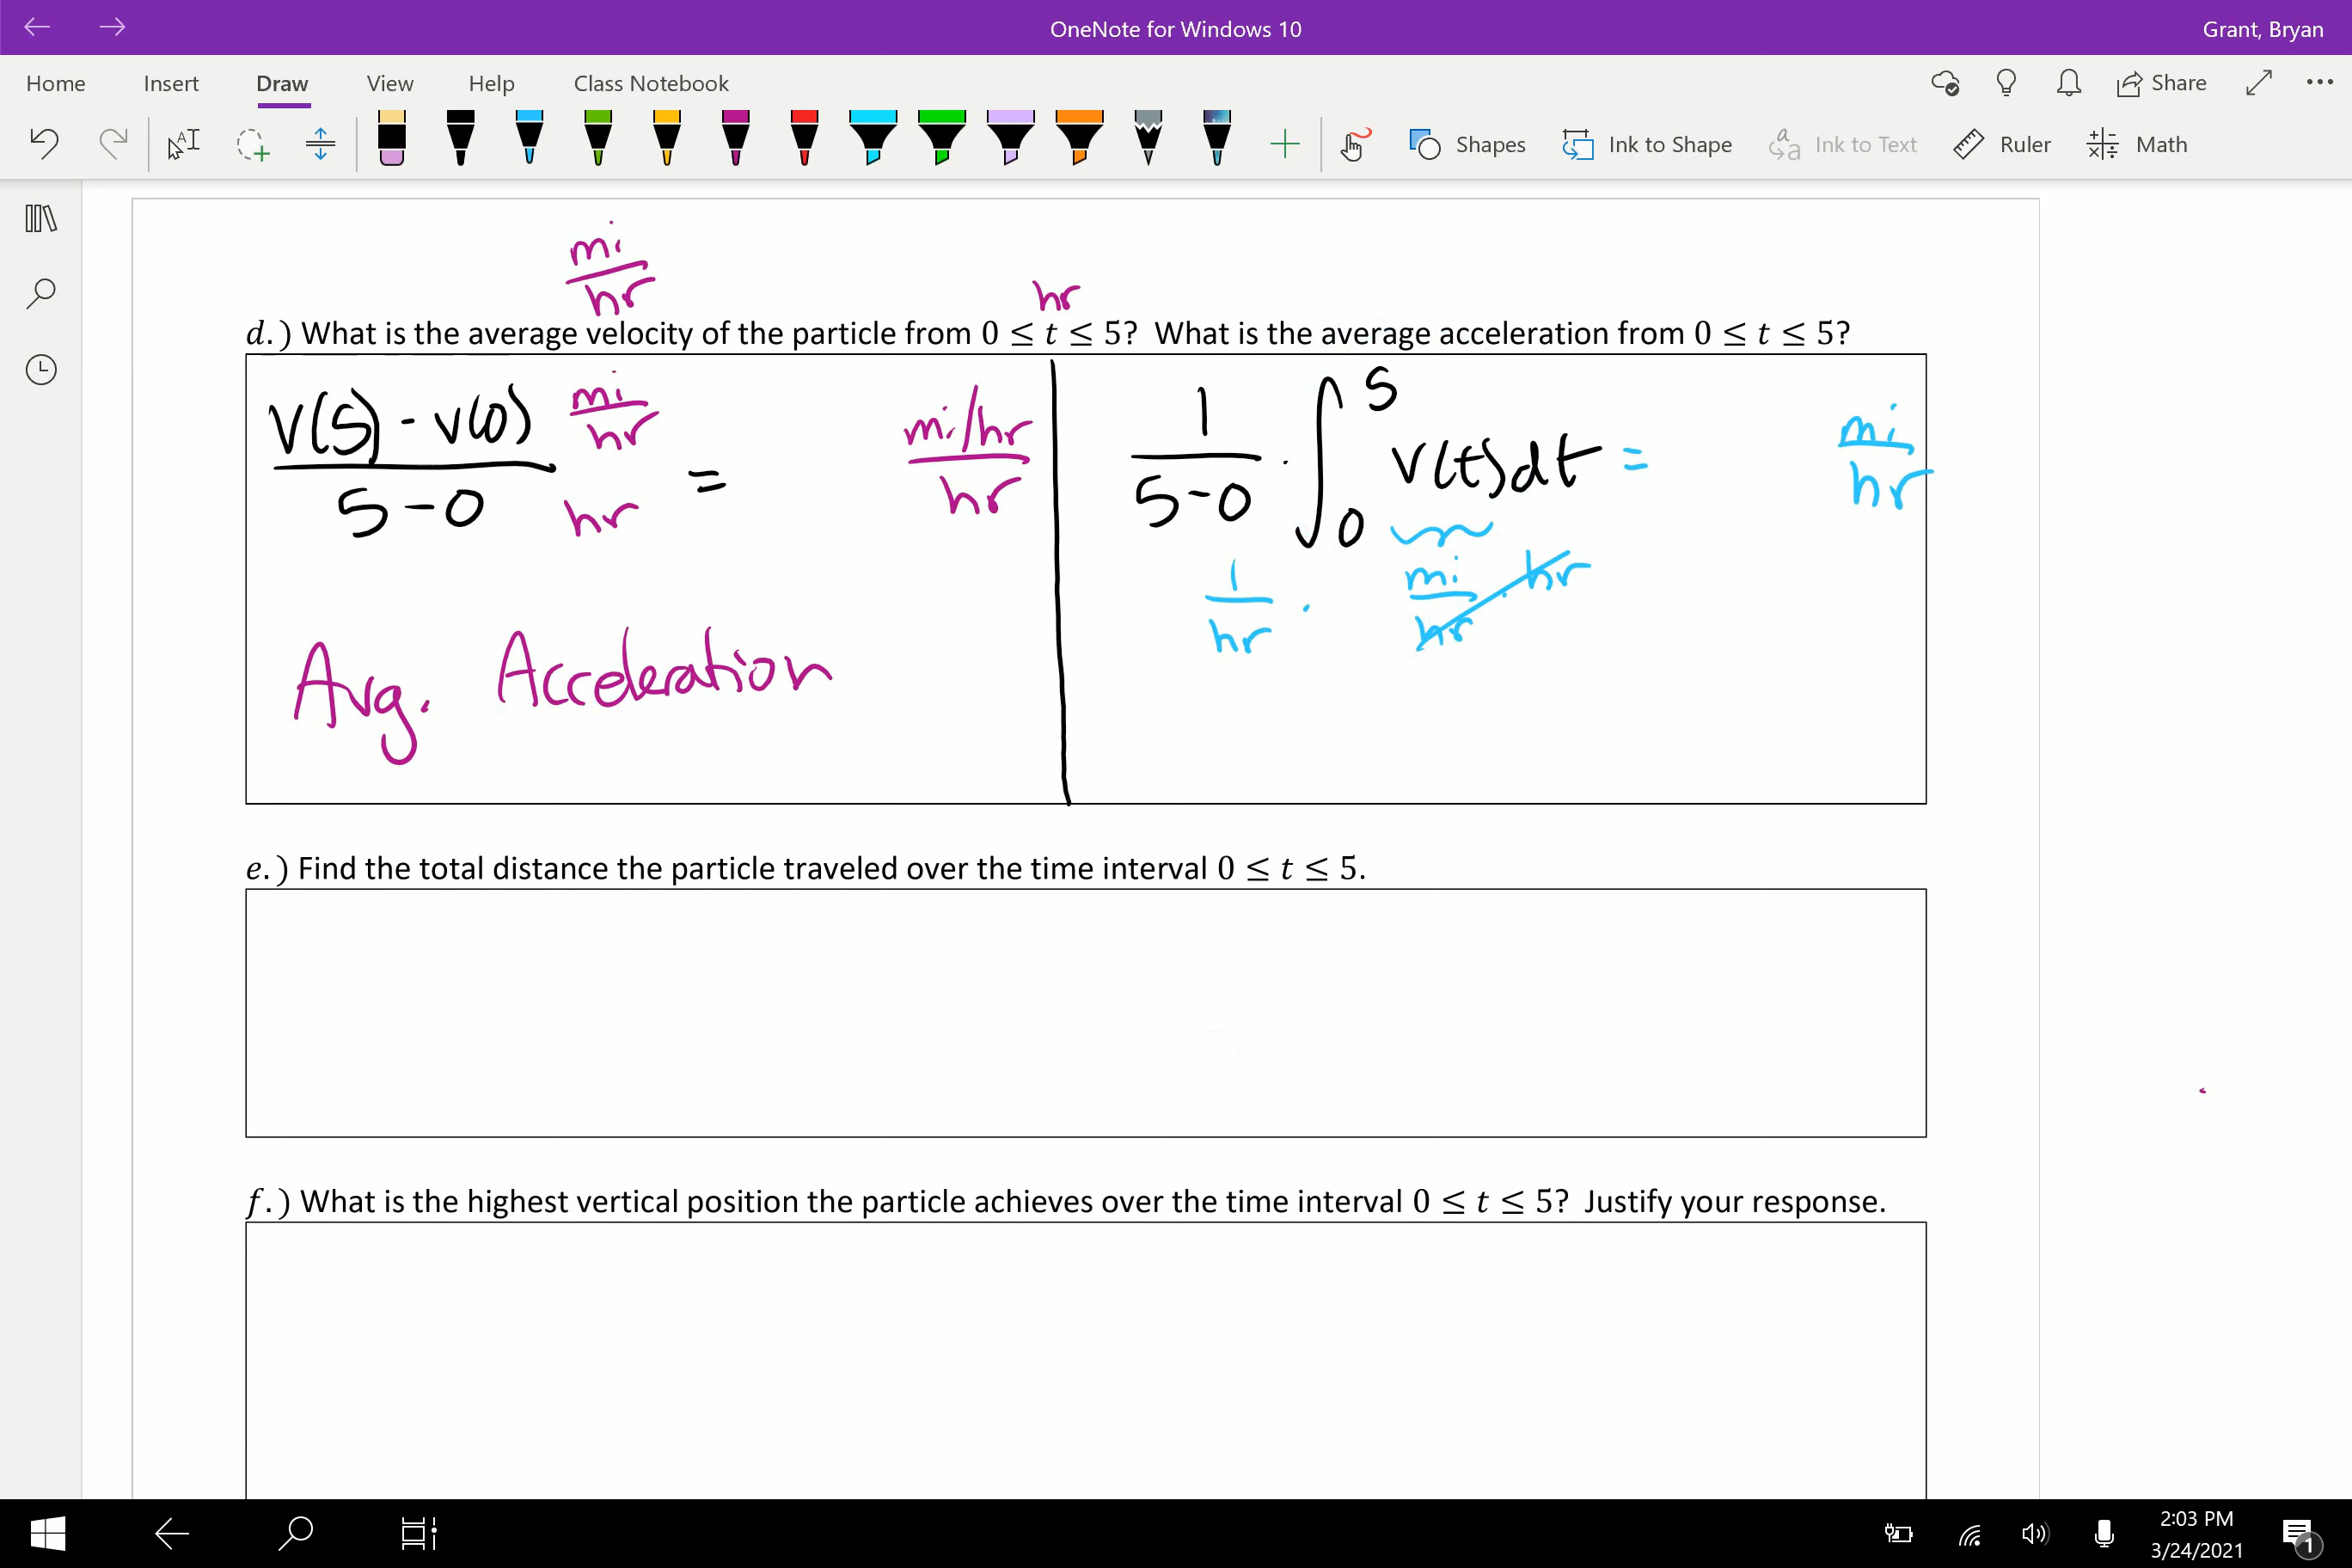 OneNote for Windows 10
Grant, Bryan
Home Insert Draw View Help Class Notebook
Share
Shapes Ink to Shape Ink to Text Ruler Math
mi/hr
hr
d.) What is the average velocity of the particle from 0 ≤ t ≤ 5? What is the average acceleration from 0 ≤ t ≤ 5?
(v(5) - v(0))/(5-0) mi/hr / hr = mi/hr / hr
Avg. Acceleration
1/(5-0) · ∫₀⁵ v(t)dt = mi/hr
1/hr · mi/hr · hr
e.) Find the total distance the particle traveled over the time interval 0 ≤ t ≤ 5.
f.) What is the highest vertical position the particle achieves over the time interval 0 ≤ t ≤ 5? Justify your response.
2:03 PM
3/24/2021
1